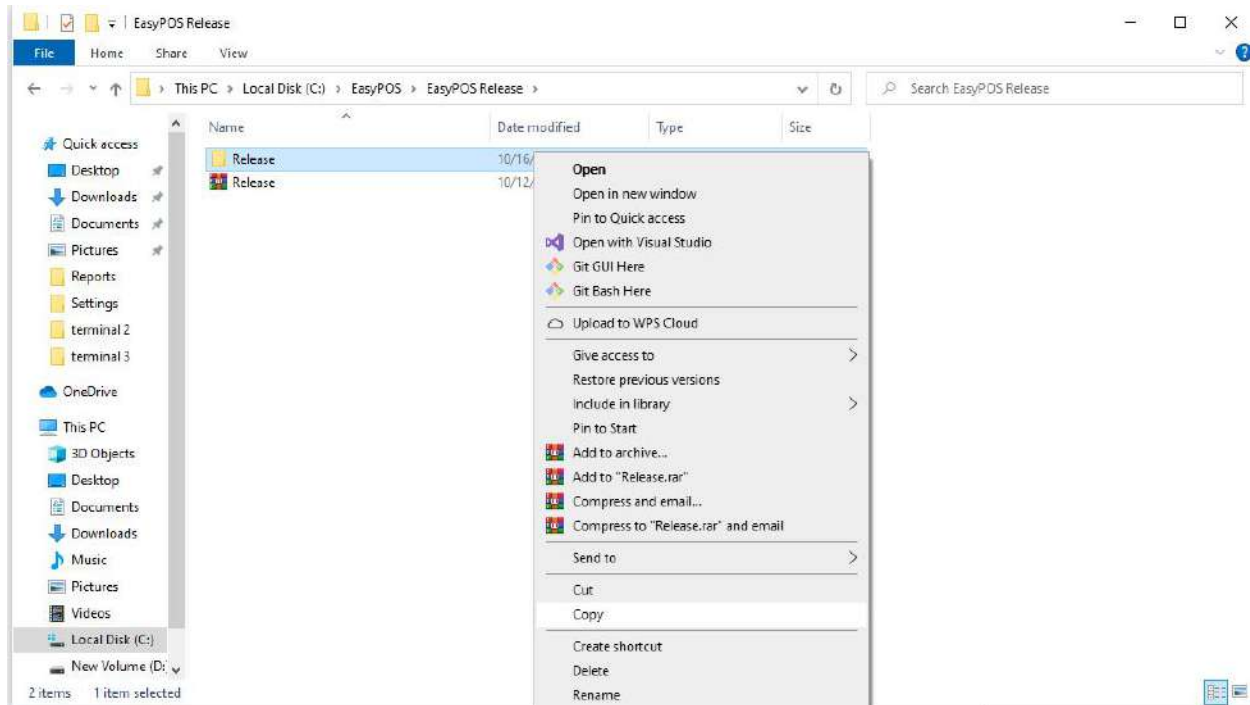 EasyPOS Release
File Home Share View
This PC > Local Disk (C:) > EasyPOS > EasyPOS Release >
Search EasyPOS Release
Name Date modified Type Size
Quick access
Desktop
Downloads
Documents
Pictures
Reports
Settings
terminal 2
terminal 3
OneDrive
This PC
3D Objects
Desktop
Documents
Downloads
Music
Pictures
Videos
Local Disk (C:)
New Volume (D:
Release 10/16/
Release 10/12/
Open
Open in new window
Pin to Quick access
Open with Visual Studio
Git GUI Here
Git Bash Here
Upload to WPS Cloud
Give access to >
Restore previous versions
Include in library >
Pin to Start
Add to archive...
Add to "Release.rar"
Compress and email...
Compress to "Release.rar" and email
Send to >
Cut
Copy
Create shortcut
Delete
Rename
2 items 1 item selected